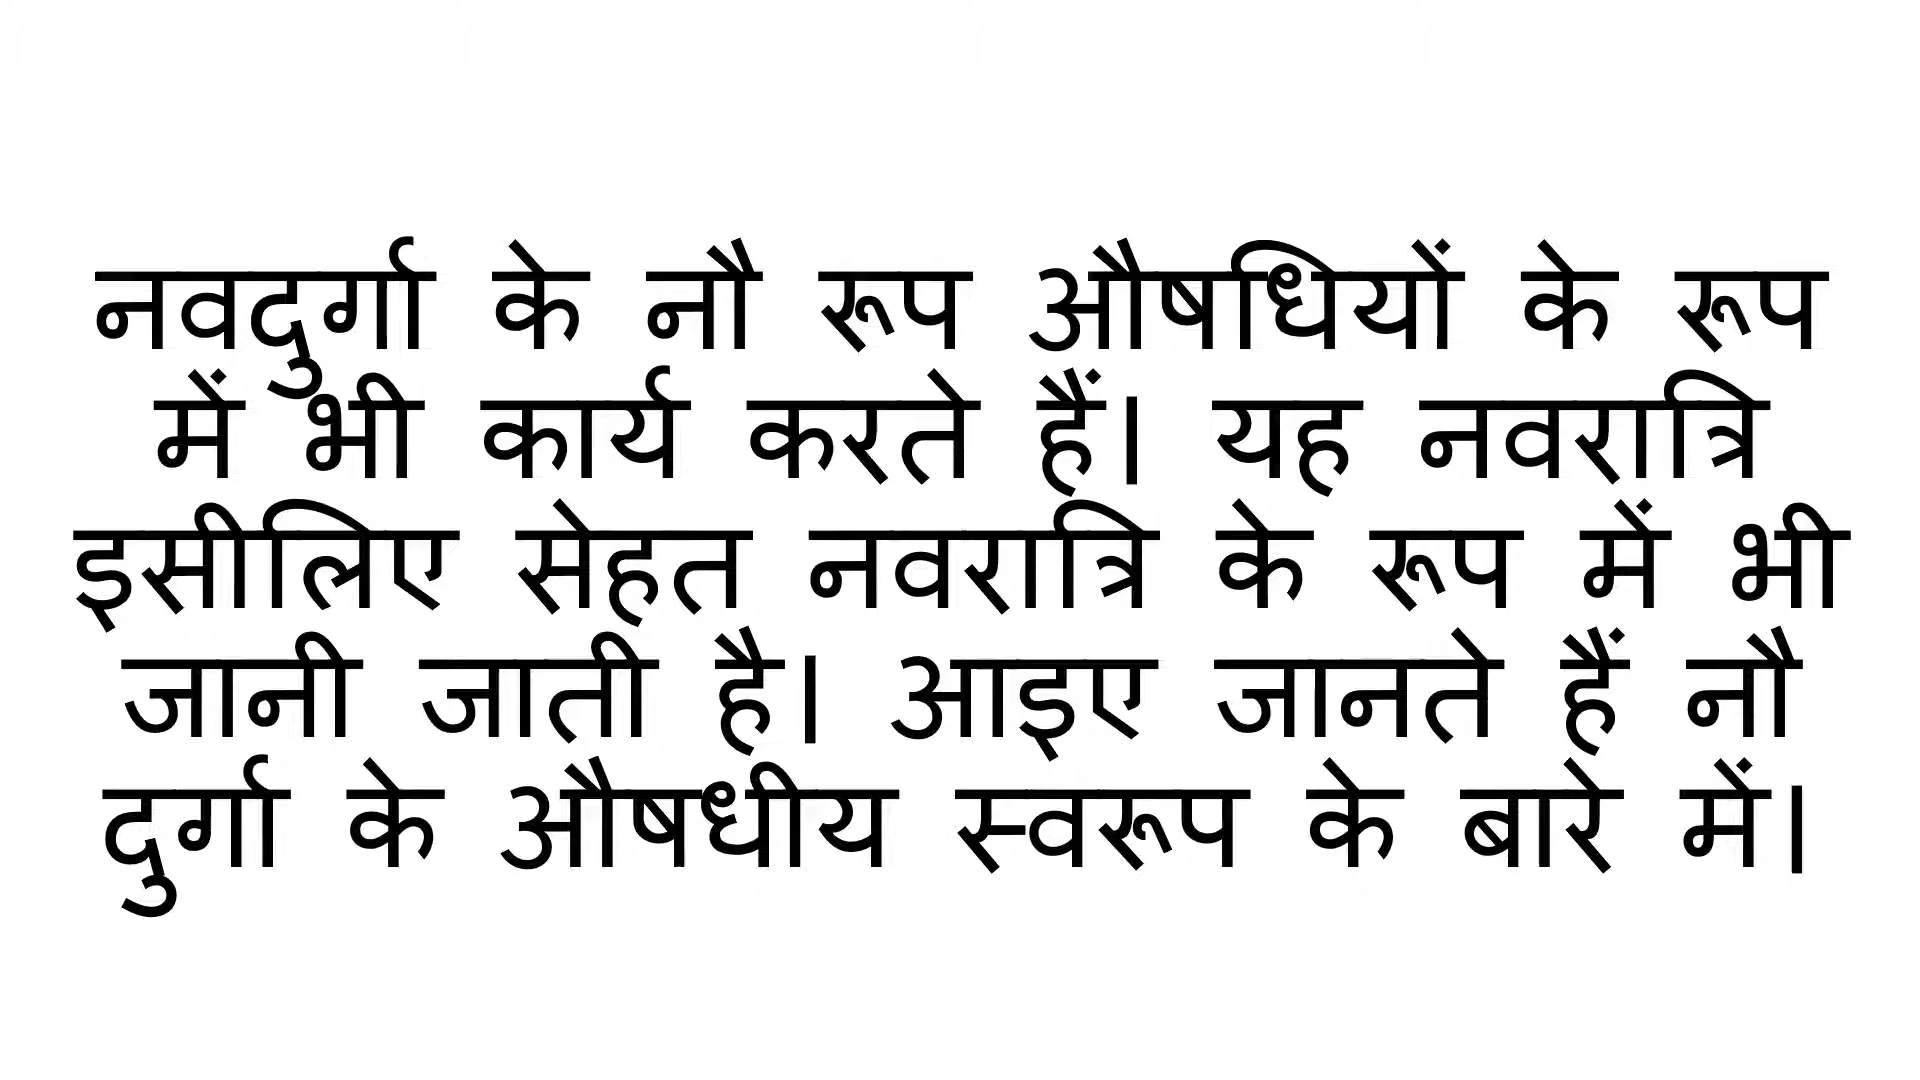 नवदुर्गा के नौ रूप औषधियों के रूप
में भी कार्य करते हैं। यह नवरात्रि
इसीलिए सेहत नवरात्रि के रूप में भी
जानी जाती है। आइए जानते हैं नौ
दुर्गा के औषधीय स्वरूप के बारे में।